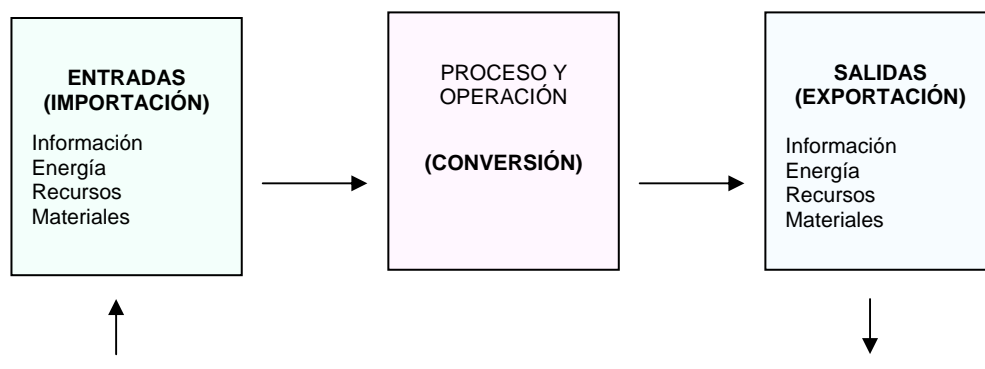 ENTRADAS
(IMPORTACIÓN)
Información
Energía
Recursos
Materiales
PROCESO Y
OPERACIÓN
(CONVERSIÓN)
SALIDAS
(EXPORTACIÓN)
Información
Energía
Recursos
Materiales